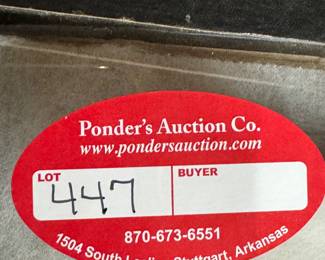 Ponder's Auction Co.
www.pondersauction.com
LOT
447
BUYER
870-673-6551
1504 South Stuttgart, Arkansas